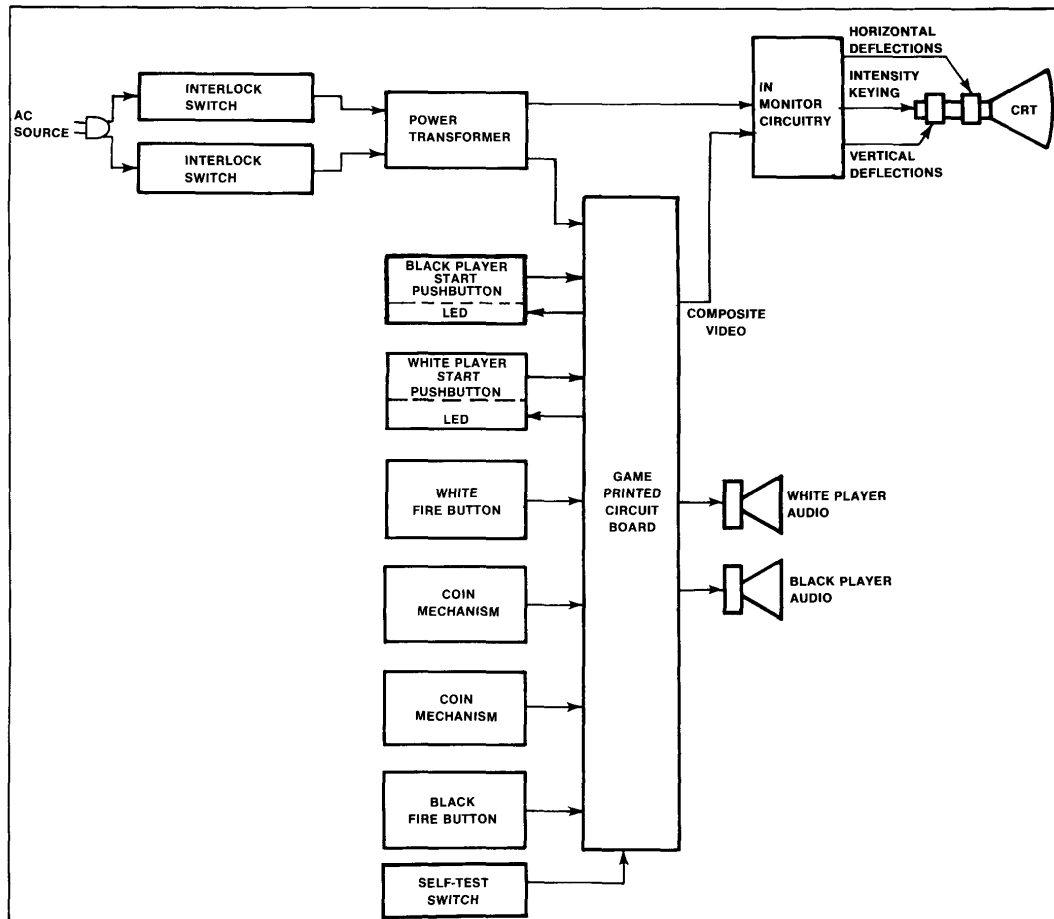 HORIZONTAL
DEFLECTIONS
INTERLOCK
SWITCH
IN
MONITOR
CIRCUITRY
INTENSITY
KEYING
CRT
AC
SOURCE
POWER
TRANSFORMER
INTERLOCK
SWITCH
VERTICAL
DEFLECTIONS
BLACK PLAYER
START
PUSHBUTTON
LED
COMPOSITE
VIDEO
WHITE PLAYER
START
PUSHBUTTON
LED
WHITE
FIRE BUTTON
GAME
PRINTED
CIRCUIT
BOARD
WHITE PLAYER
AUDIO
COIN
MECHANISM
BLACK PLAYER
AUDIO
COIN
MECHANISM
BLACK
FIRE BUTTON
SELF-TEST
SWITCH